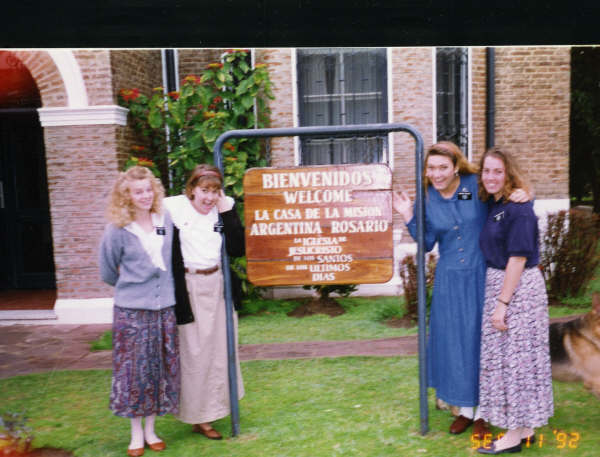 BIENVENIDOS
WELCOME
LA CASA DE LA MISION
ARGENTINA ROSARIO
LA IGLESIA DE
JESUCRISTO
DE LOS SANTOS
DE LOS ULTIMOS
DIAS
SEP 11 '92